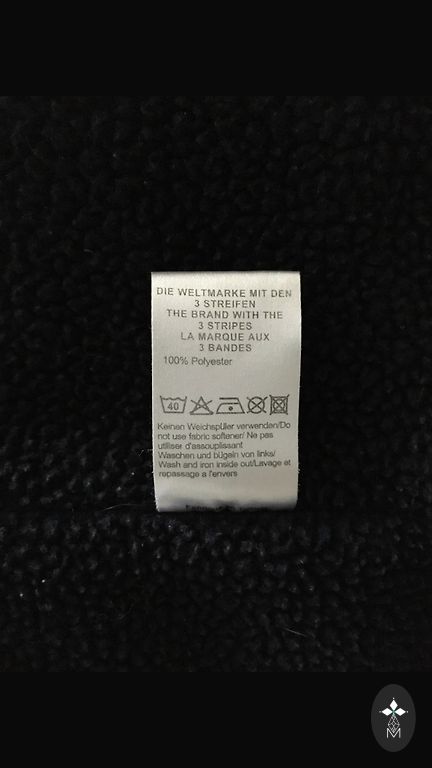 DIE WELTMARKE MIT DEN
3 STREIFEN
THE BRAND WITH THE
3 STRIPES
LA MARQUE AUX
3 BANDES
100% Polyester
40
Keinen Weichspüler verwenden/Do
not use fabric softener/ Ne pas
utiliser d'assouplissant
Waschen und bügeln von links/
Wash and iron inside out/Lavage et
repassage a l'envers
M